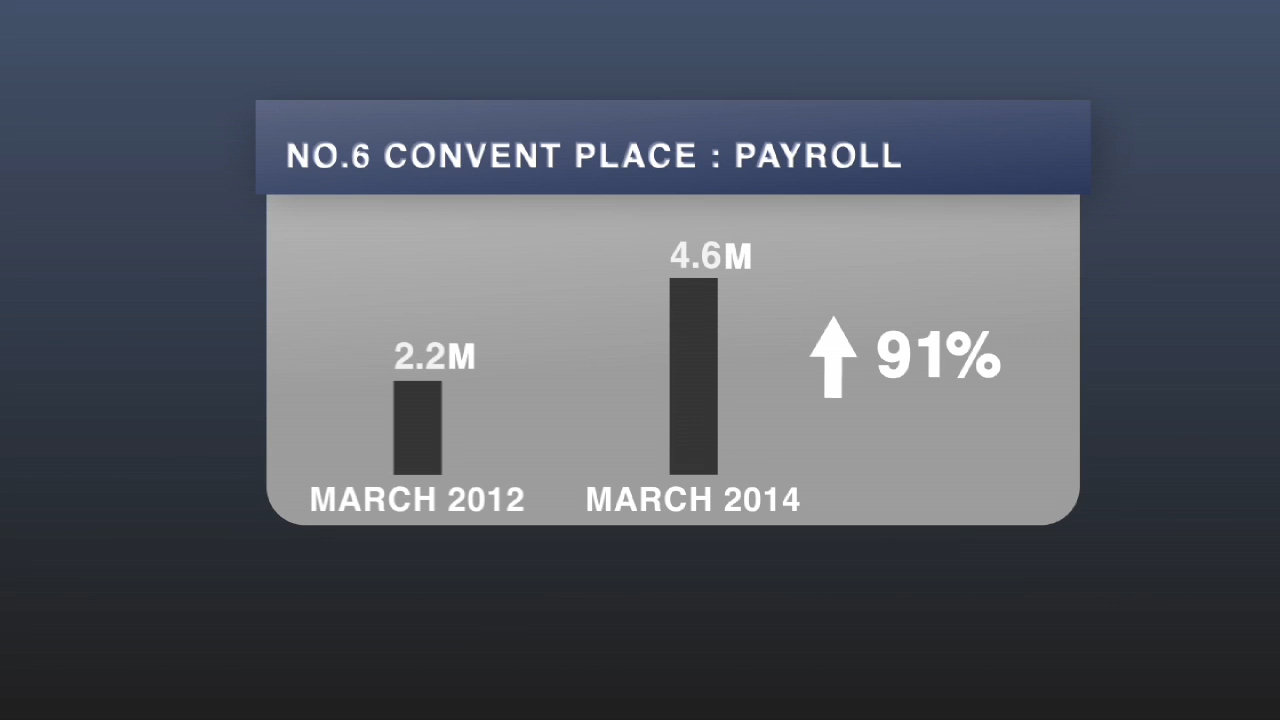 NO.6 CONVENT PLACE : PAYROLL
4.6M
2.2M
91%
MARCH 2012 MARCH 2014